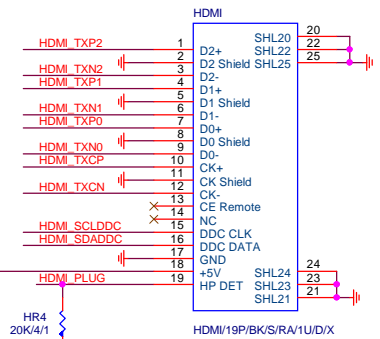 HDMI
HDMI_TXP2 1 D2+ SHL20 20
2 D2 Shield SHL22 22
HDMI_TXN2 3 D2- SHL25 25
HDMI_TXP1 4 D1+
5 D1 Shield
HDMI_TXN1 6 D1-
HDMI_TXP0 7 D0+
8 D0 Shield
HDMI_TXN0 9 D0-
HDMI_TXCP 10 CK+
11 CK Shield
HDMI_TXCN 12 CK-
13 CE Remote
14 NC
HDMI_SCLDDC 15 DDC CLK
HDMI_SDADDC 16 DDC DATA
17 GND
18 +5V SHL24 24
HDMI_PLUG 19 HP DET SHL23 23
SHL21 21
HR4
20K/4/1
HDMI/19P/BK/S/RA/1U/D/X